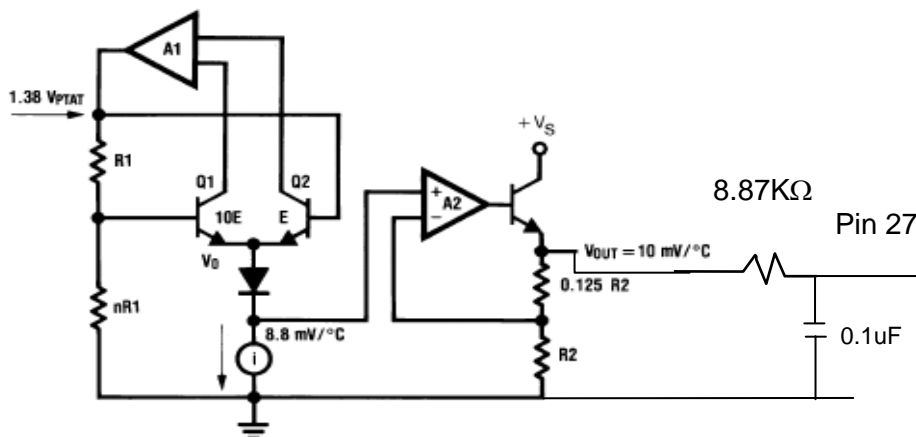 A1
1.38 VPTAT
+ VS
R1
Q1
Q2
+
A2
−
8.87KΩ
Pin 27
10E
E
VOUT = 10 mV/°C
V0
0.125 R2
nR1
8.8 mV/°C
i
R2
0.1uF